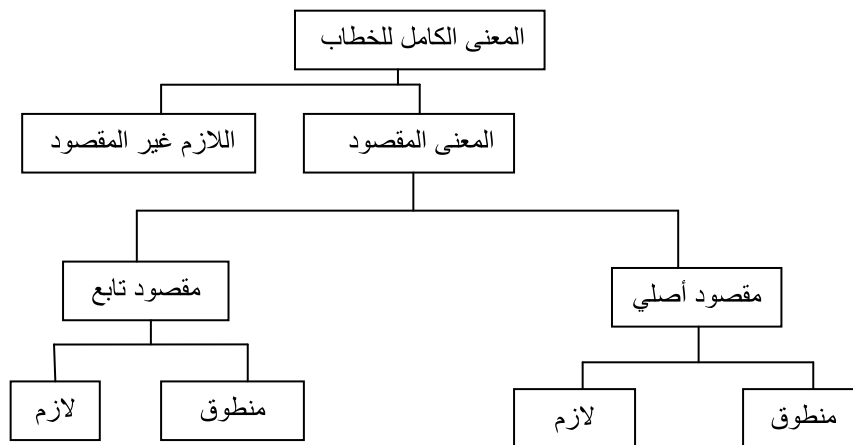 المعنى الكامل للخطاب
المعنى المقصود
اللازم غير المقصود
مقصود أصلي
مقصود تابع
منطوق
لازم
منطوق
لازم